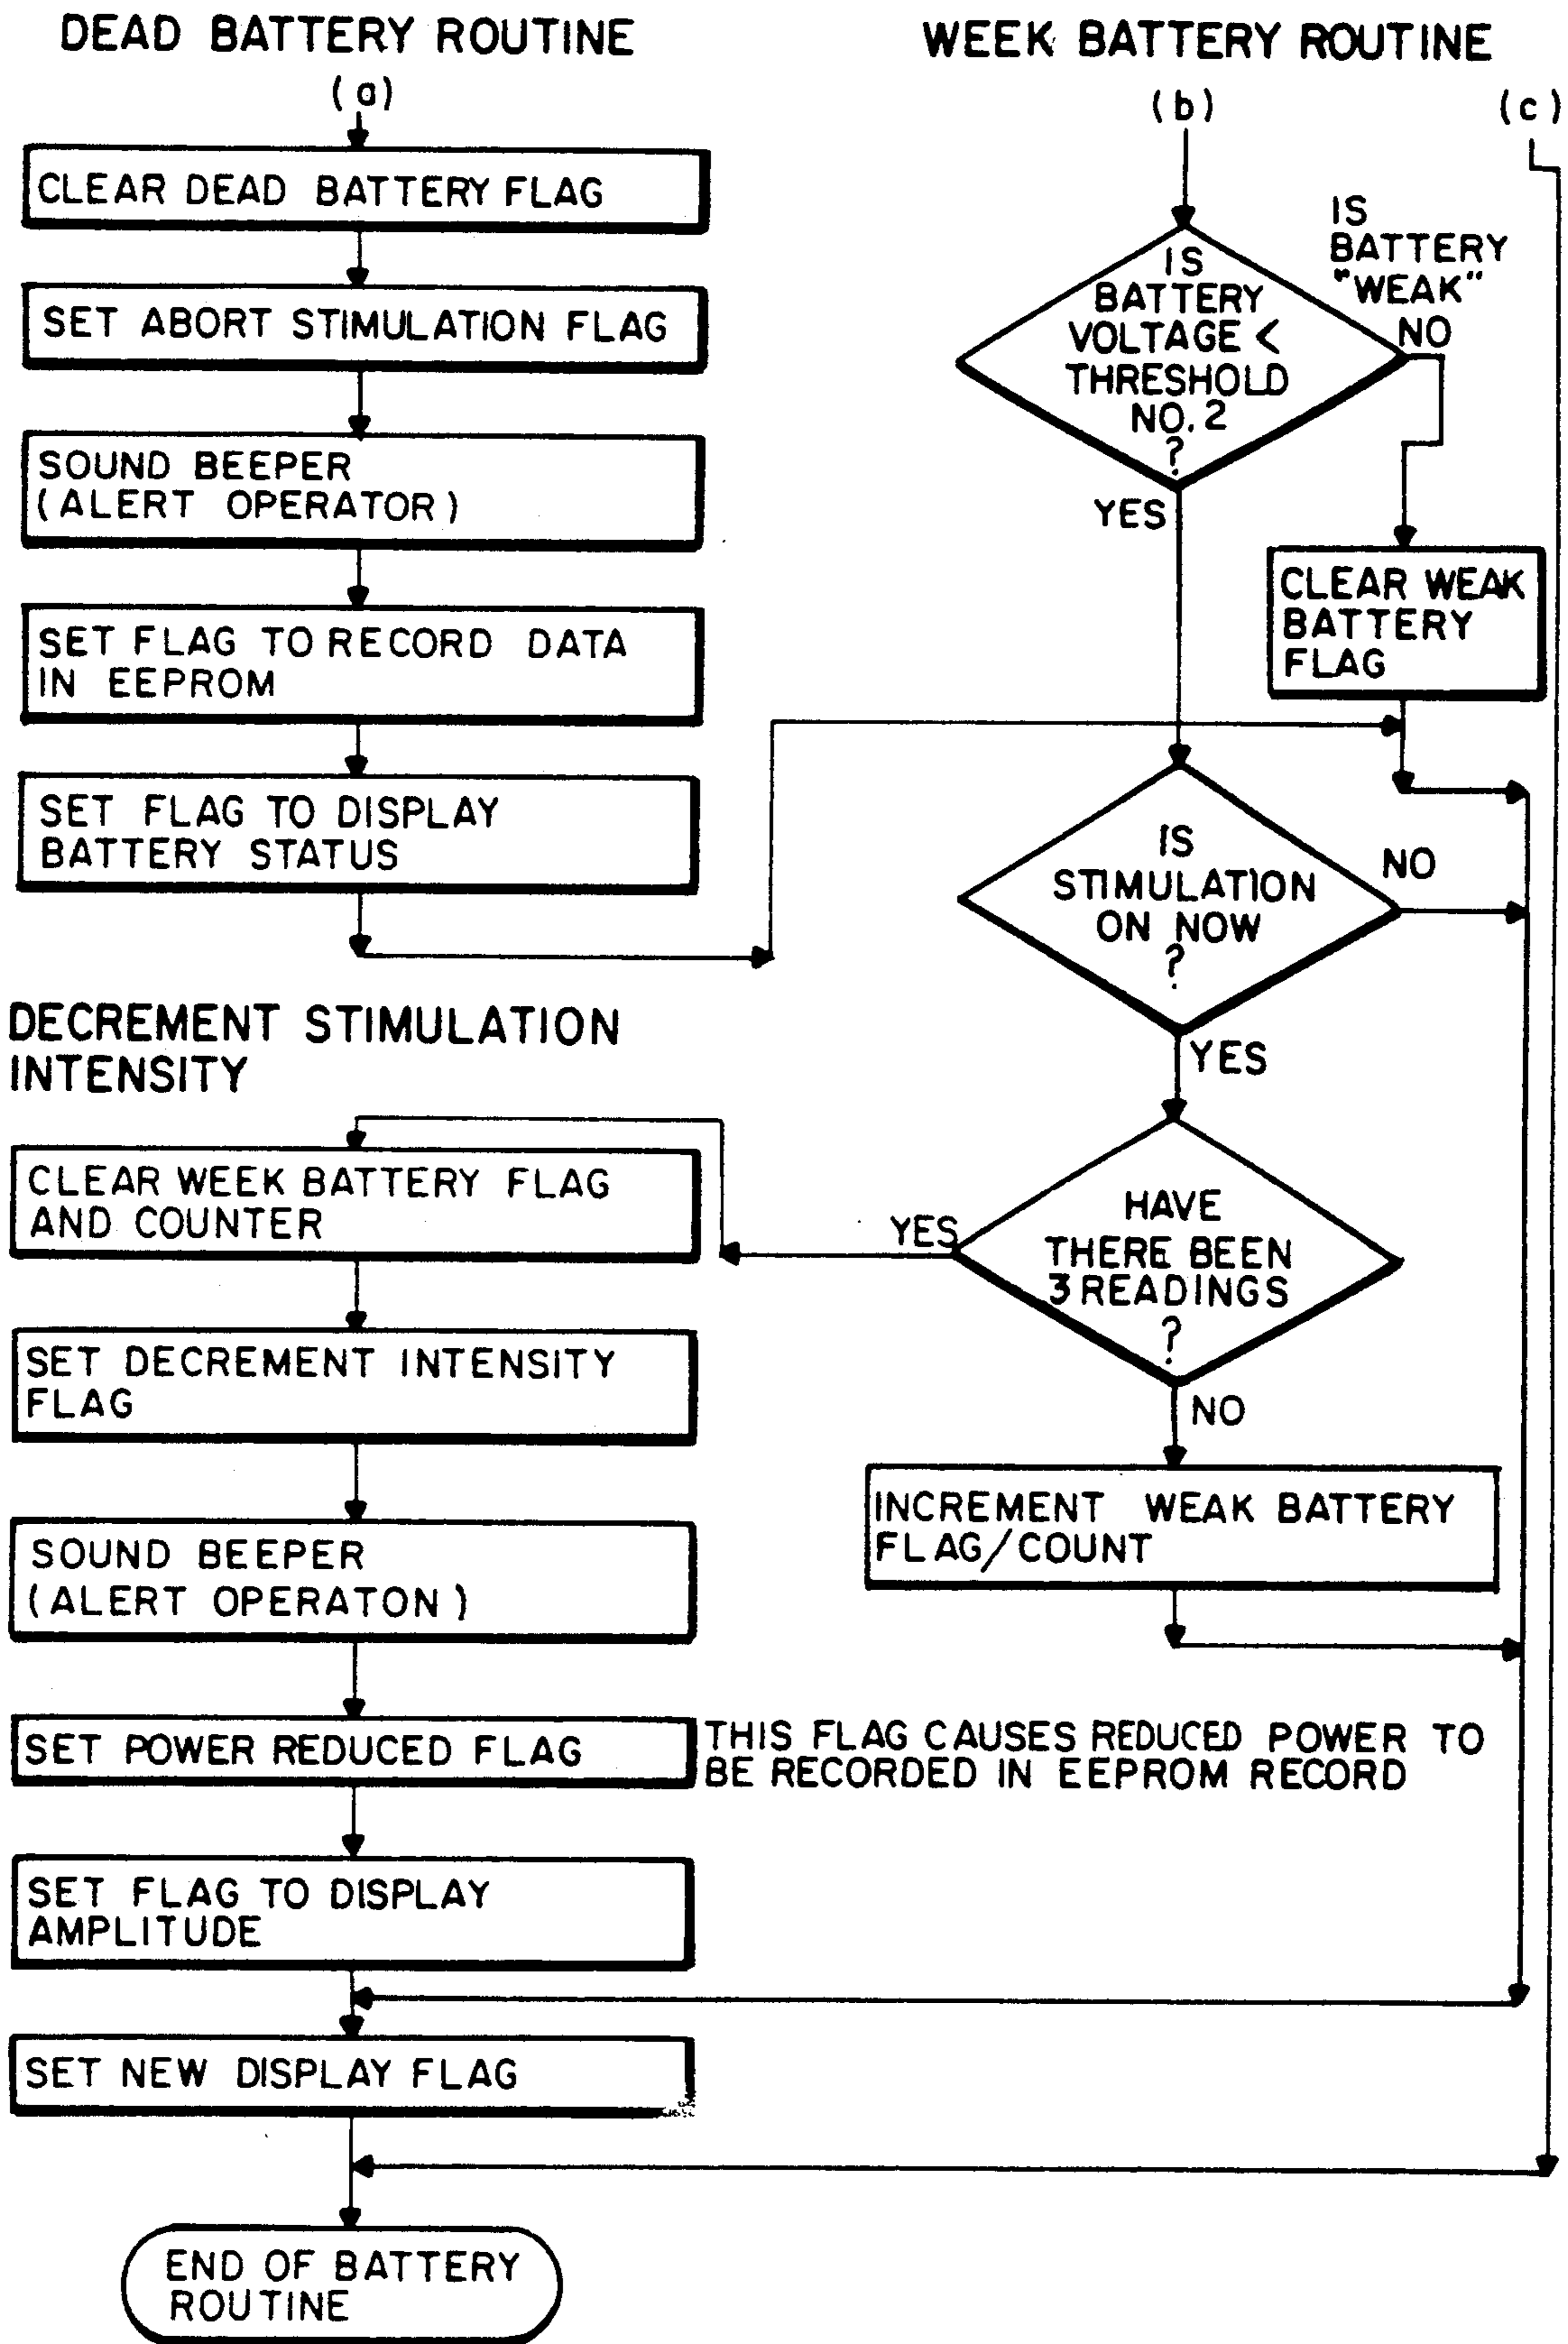 DEAD BATTERY ROUTINE
(a)
CLEAR DEAD BATTERY FLAG
SET ABORT STIMULATION FLAG
SOUND BEEPER
(ALERT OPERATOR)
SET FLAG TO RECORD DATA
IN EEPROM
SET FLAG TO DISPLAY
BATTERY STATUS
WEEK BATTERY ROUTINE
(b)
(c)
IS
BATTERY
VOLTAGE <
THRESHOLD
NO. 2
?
IS
BATTERY
"WEAK"
NO
YES
CLEAR WEAK
BATTERY
FLAG
IS
STIMULATION
ON NOW
?
NO
YES
HAVE
THERE BEEN
3 READINGS
?
YES
NO
INCREMENT WEAK BATTERY
FLAG/COUNT
DECREMENT STIMULATION
INTENSITY
CLEAR WEEK BATTERY FLAG
AND COUNTER
SET DECREMENT INTENSITY
FLAG
SOUND BEEPER
(ALERT OPERATON)
SET POWER REDUCED FLAG
THIS FLAG CAUSES REDUCED POWER TO
BE RECORDED IN EEPROM RECORD
SET FLAG TO DISPLAY
AMPLITUDE
SET NEW DISPLAY FLAG
END OF BATTERY
ROUTINE